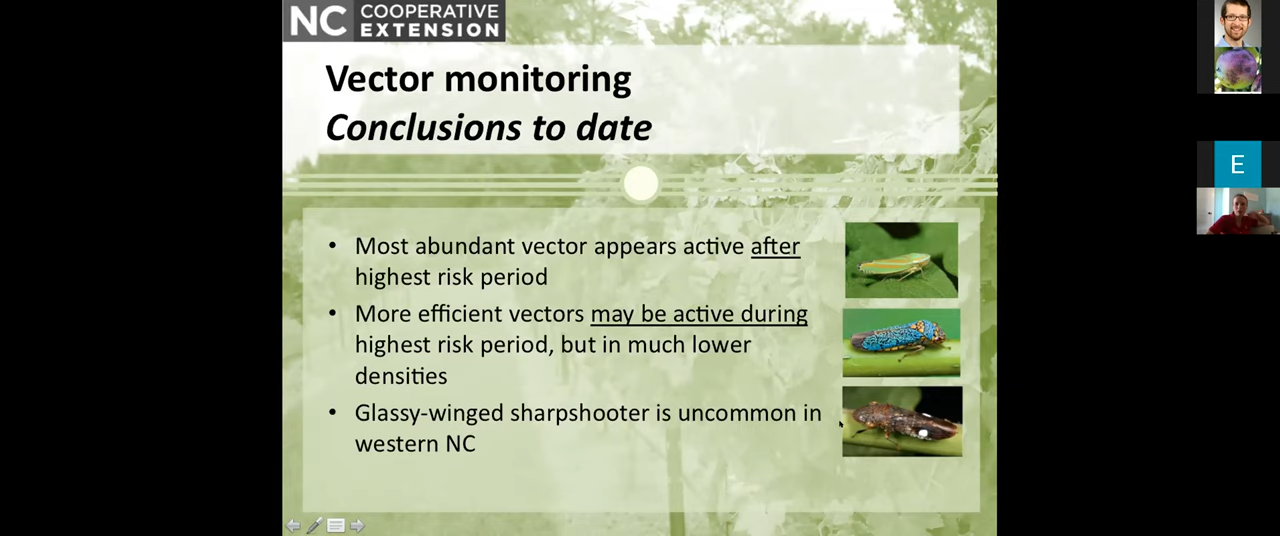 NC COOPERATIVE
EXTENSION
Vector monitoring
Conclusions to date
• Most abundant vector appears active after
highest risk period
• More efficient vectors may be active during
highest risk period, but in much lower
densities
• Glassy-winged sharpshooter is uncommon in
western NC
E